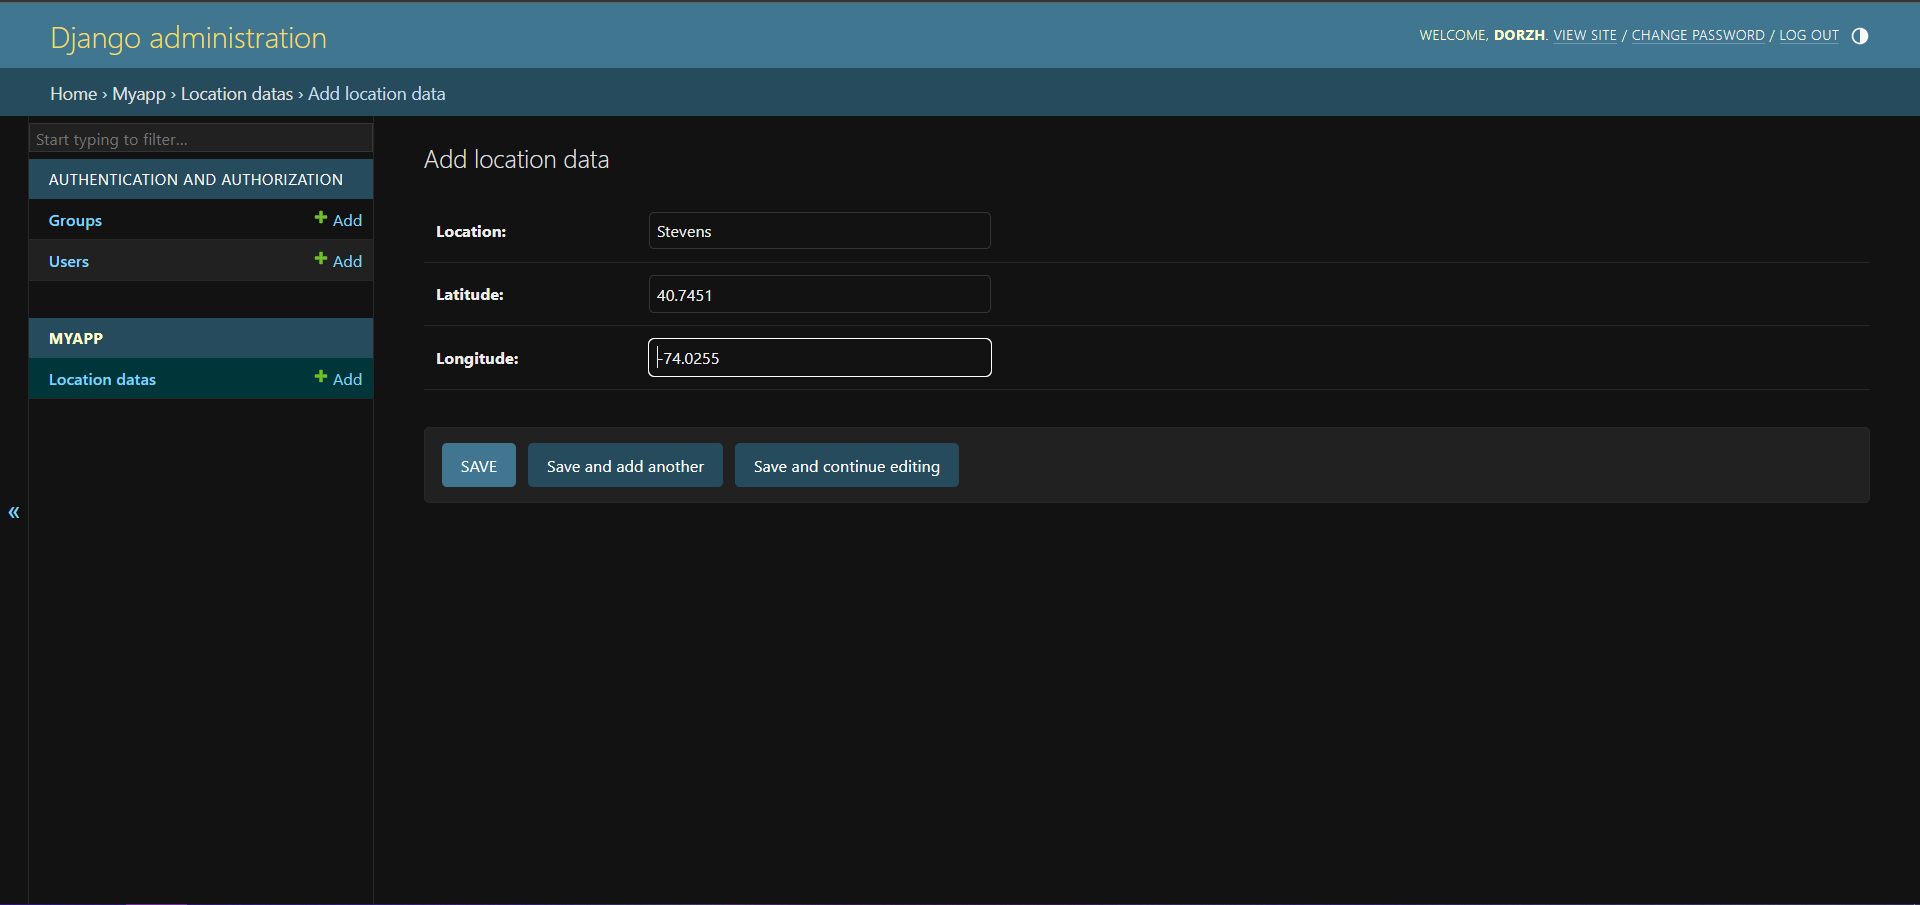 Django administration
WELCOME, DORZH. VIEW SITE / CHANGE PASSWORD / LOG OUT
Home › Myapp › Location datas › Add location data
Start typing to filter...
AUTHENTICATION AND AUTHORIZATION
Groups Add
Users Add
MYAPP
Location datas Add
«
Add location data
Location: Stevens
Latitude: 40.7451
Longitude: -74.0255
SAVE Save and add another Save and continue editing